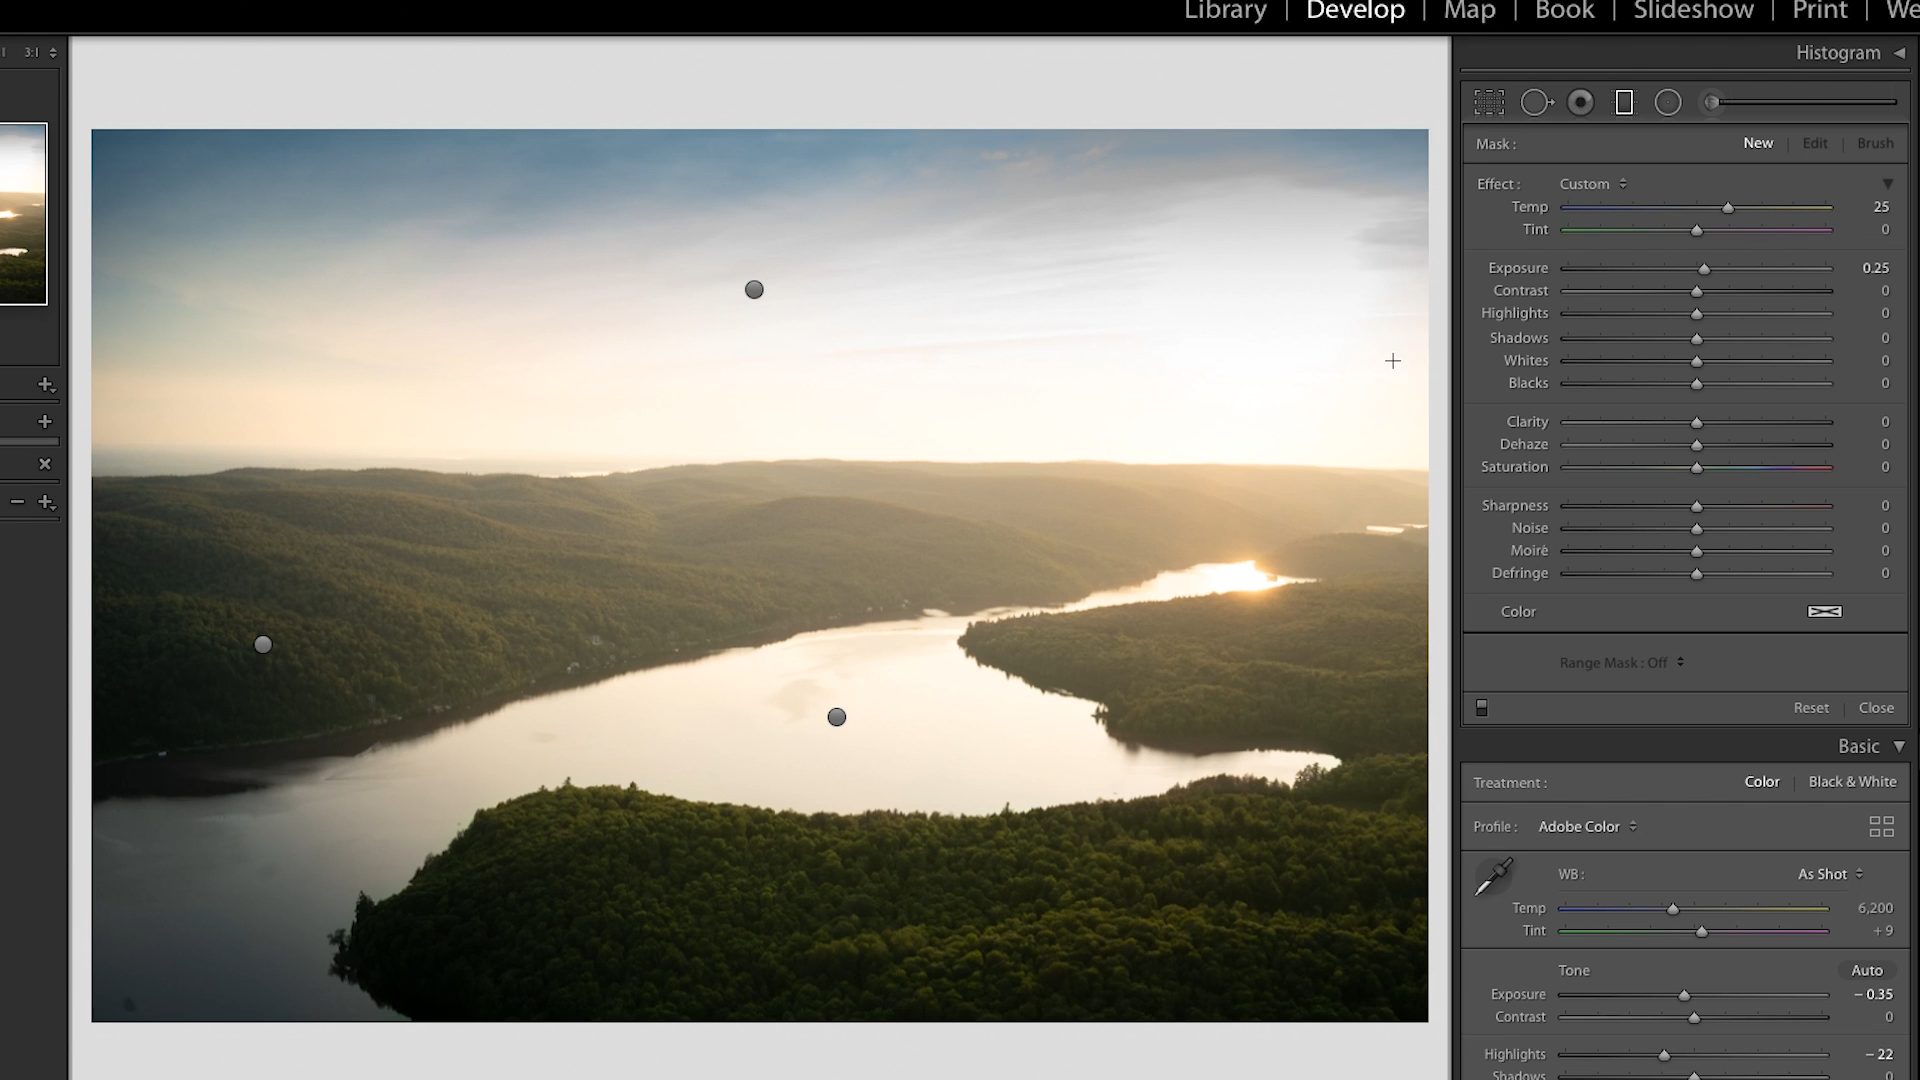 Library | Develop | Map | Book | Slideshow | Print | We
3:1
Histogram
Mask : New | Edit | Brush
Effect : Custom
Temp 25
Tint 0
Exposure 0.25
Contrast 0
Highlights 0
Shadows 0
Whites 0
Blacks 0
Clarity 0
Dehaze 0
Saturation 0
Sharpness 0
Noise 0
Moiré 0
Defringe 0
Color
Range Mask : Off
Reset | Close
Basic
Treatment : Color | Black & White
Profile : Adobe Color
WB : As Shot
Temp 6,200
Tint + 9
Tone Auto
Exposure − 0.35
Contrast 0
Highlights − 22
Shadows 0